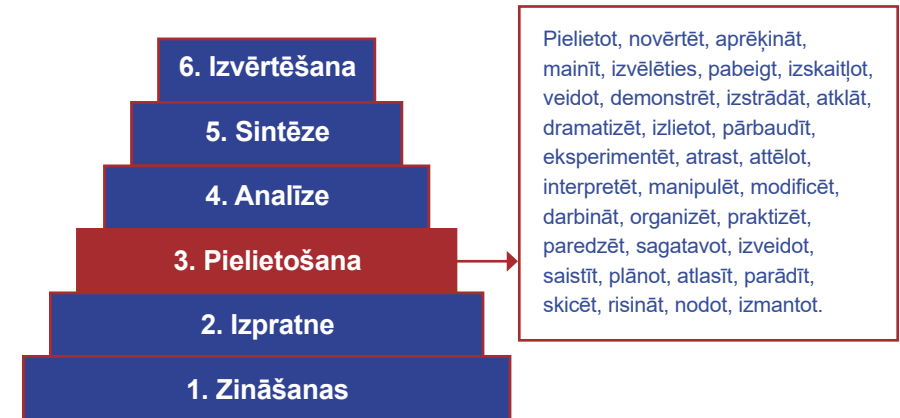 6. Izvērtēšana
5. Sintēze
4. Analīze
3. Pielietošana
2. Izpratne
1. Zināšanas
Pielietot, novērtēt, aprēķināt,
mainīt, izvēlēties, pabeigt, izskaitļot,
veidot, demonstrēt, izstrādāt, atklāt,
dramatizēt, izlietot, pārbaudīt,
eksperimentēt, atrast, attēlot,
interpretēt, manipulēt, modificēt,
darbināt, organizēt, praktizēt,
paredzēt, sagatavot, izveidot,
saistīt, plānot, atlasīt, parādīt,
skicēt, risināt, nodot, izmantot.